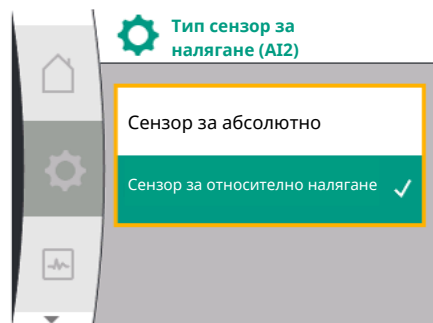 Тип сензор за
налягане (AI2)
Сензор за абсолютно
Сензор за относително налягане